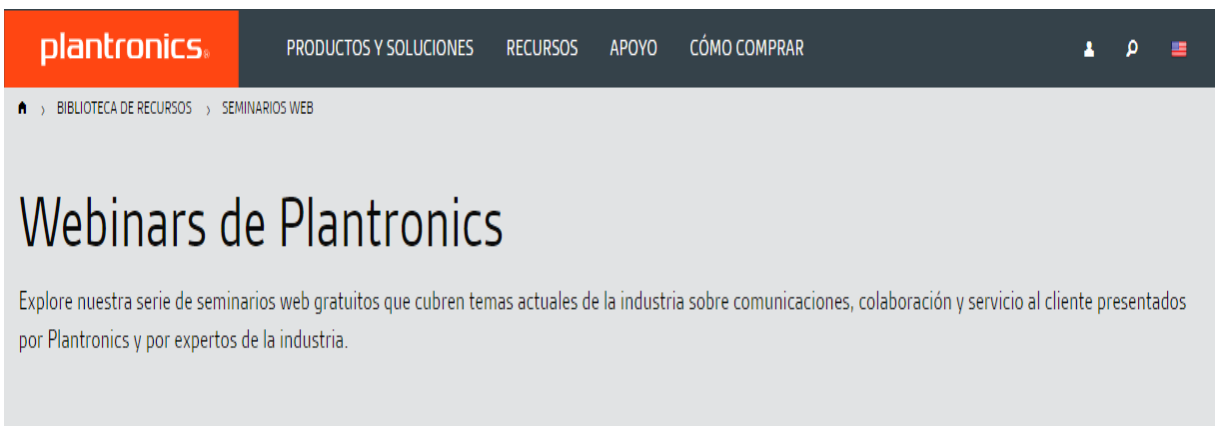 plantronics®
PRODUCTOS Y SOLUCIONES RECURSOS APOYO CÓMO COMPRAR
> BIBLIOTECA DE RECURSOS > SEMINARIOS WEB
Webinars de Plantronics
Explore nuestra serie de seminarios web gratuitos que cubren temas actuales de la industria sobre comunicaciones, colaboración y servicio al cliente presentados
por Plantronics y por expertos de la industria.